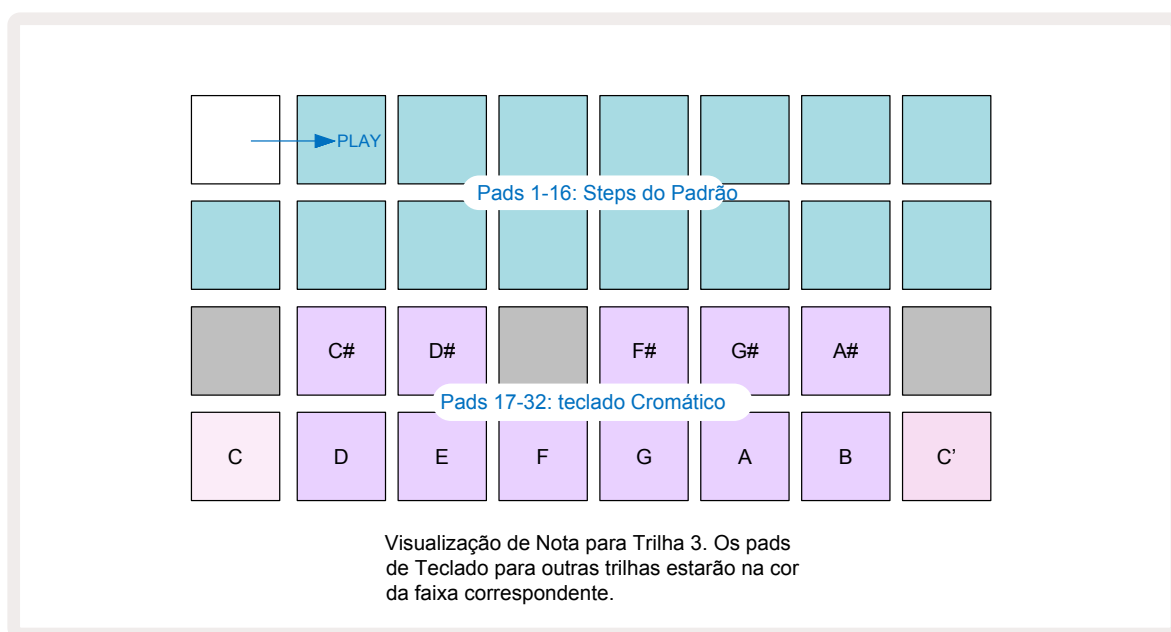 PLAY
Pads 1-16: Steps do Padrão
C# D# F# G# A#
Pads 17-32: teclado Cromático
C D E F G A B C’
Visualização de Nota para Trilha 3. Os pads
de Teclado para outras trilhas estarão na cor
da faixa correspondente.